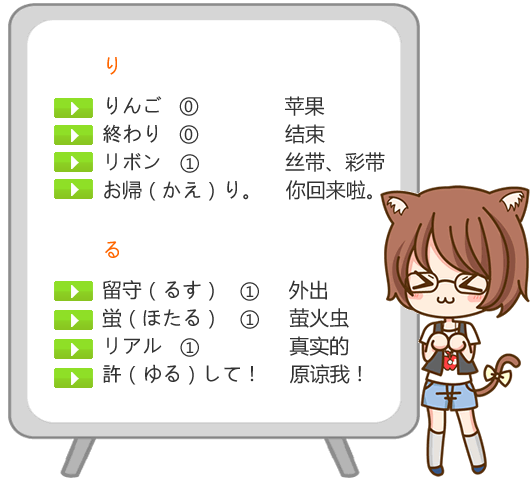 り
りんご ⓪ 苹果
終わり ⓪ 结束
リボン ① 丝带、彩带
お帰（かえ）り。 你回来啦。
る
留守（るす） ① 外出
蛍（ほたる） ① 萤火虫
リアル ① 真实的
許（ゆる）して！ 原谅我！